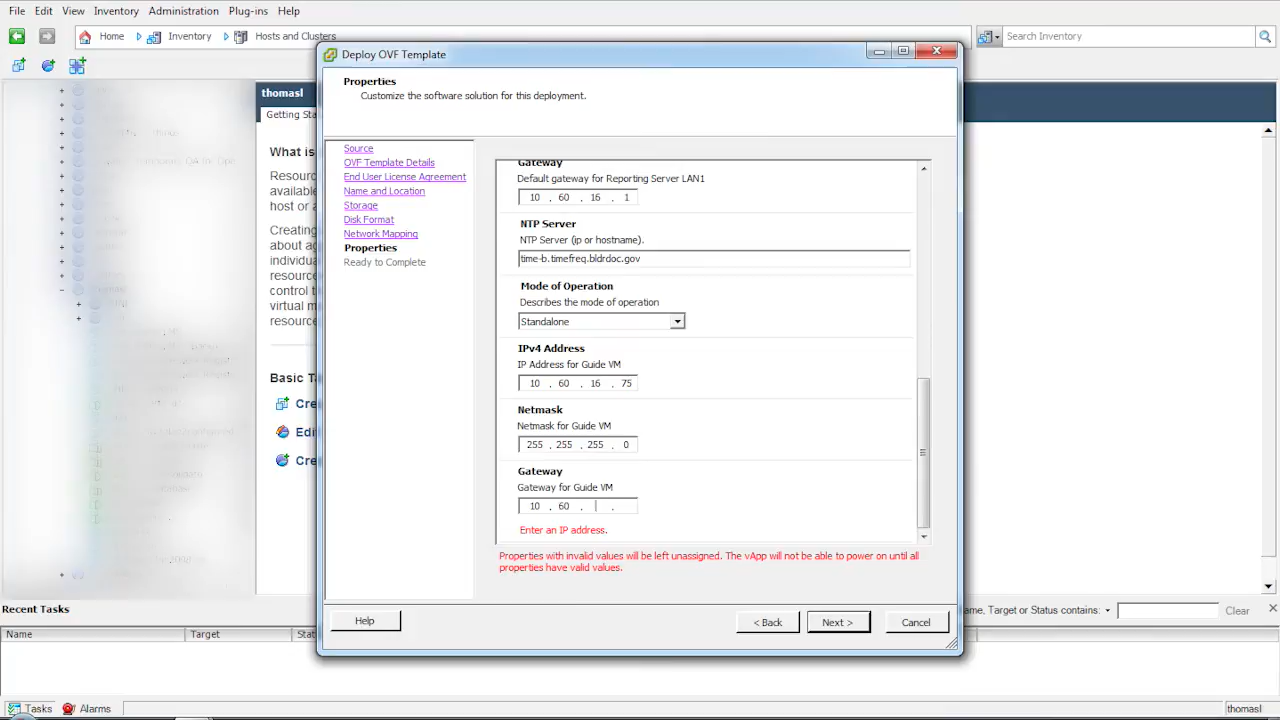 File Edit View Inventory Administration Plug-ins Help
Home Inventory Hosts and Clusters
Search Inventory
Deploy OVF Template
Properties
Customize the software solution for this deployment.
thomasl
Getting Sta
What is
Resour
available
host or a
Creating
about ag
individua
resource
control t
virtual m
resource
Basic Ta
Cre
Edi
Cre
Source
OVF Template Details
End User License Agreement
Name and Location
Storage
Disk Format
Network Mapping
Properties
Ready to Complete
Gateway
Default gateway for Reporting Server LAN1
10 . 60 . 16 . 1
NTP Server
NTP Server (ip or hostname).
time-b.timefreq.bldrdoc.gov
Mode of Operation
Describes the mode of operation
Standalone
IPv4 Address
IP Address for Guide VM
10 . 60 . 16 . 75
Netmask
Netmask for Guide VM
255 . 255 . 255 . 0
Gateway
Gateway for Guide VM
10 . 60 . .
Enter an IP address.
Properties with invalid values will be left unassigned. The vApp will not be able to power on until all
properties have valid values.
Help < Back Next > Cancel
Recent Tasks
ame, Target or Status contains: Clear
Name Target Stat
Tasks Alarms
thomasl